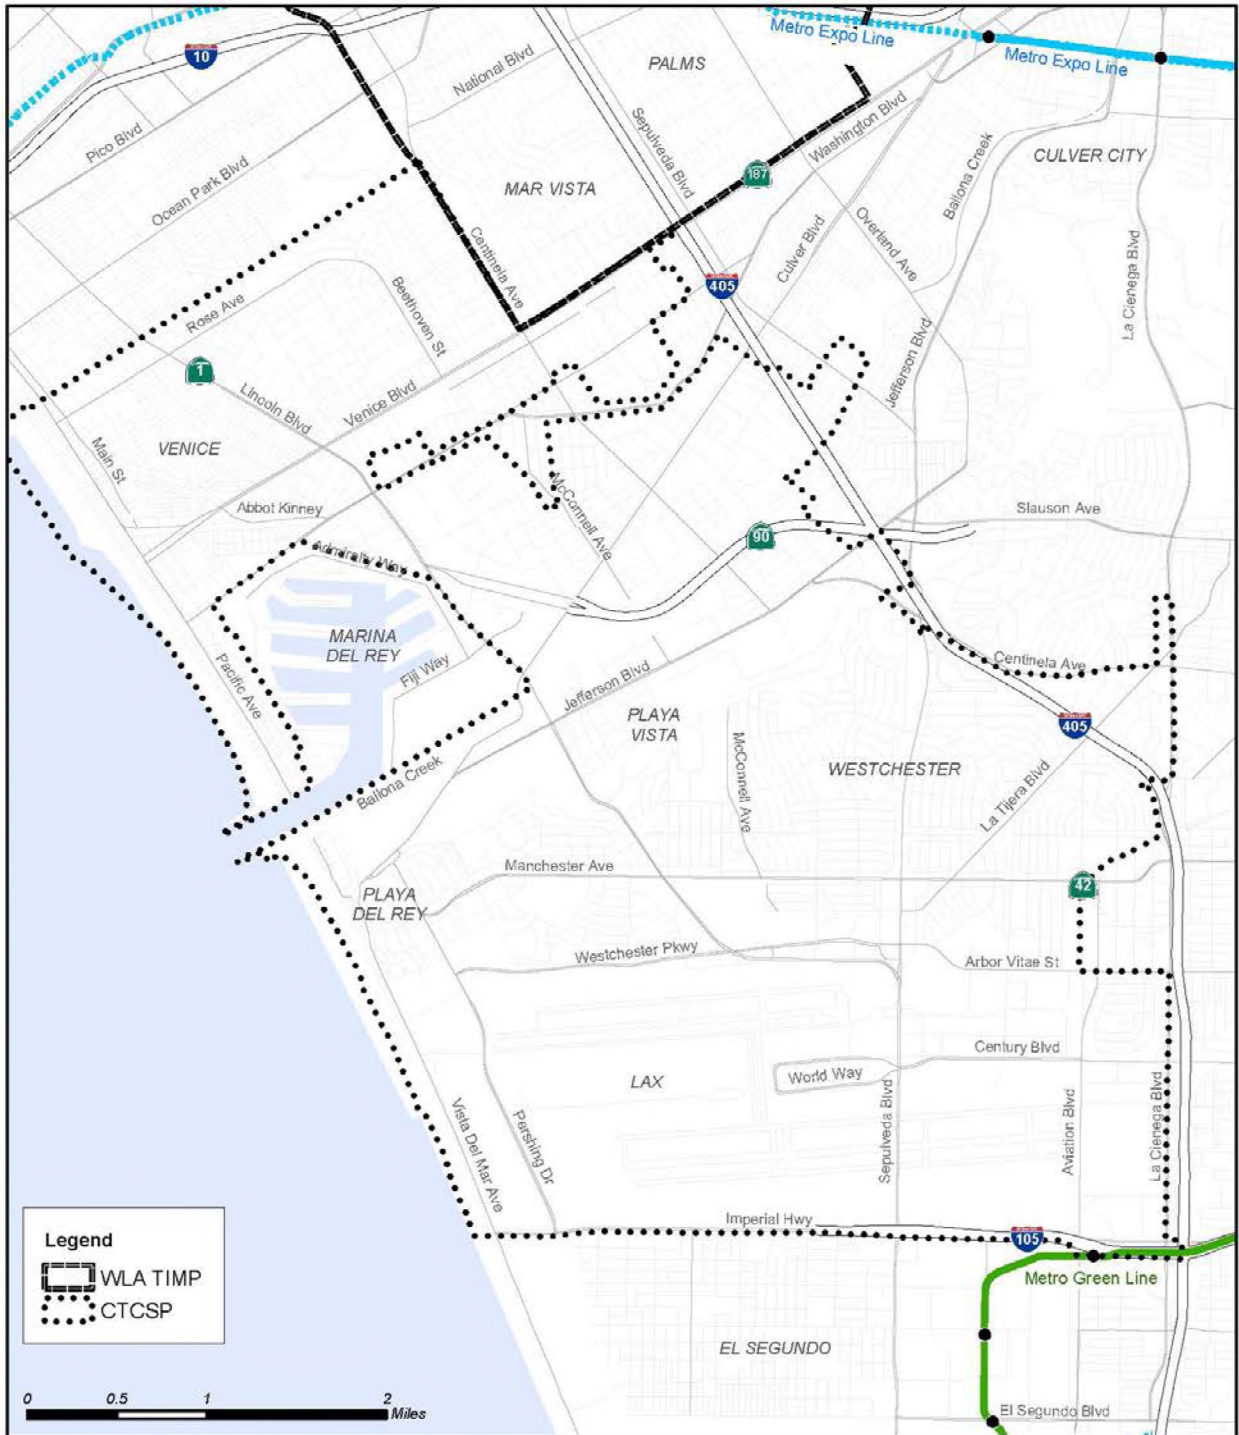 Metro Expo Line
Metro Expo Line
10
PALMS
National Blvd
Pico Blvd
Sepulveda Blvd
Washington Blvd
Ballona Creek
CULVER CITY
Ocean Park Blvd
MAR VISTA
187
Centinela Ave
Culver Blvd
Overland Ave
La Cienega Blvd
405
Rose Ave
Beethoven St
Jefferson Blvd
1
Lincoln Blvd
Venice Blvd
Main St
VENICE
Abbot Kinney
McConnell Ave
Slauson Ave
90
Admiralty Way
MARINA
DEL REY
Fiji Way
Pacific Ave
Centinela Ave
Jefferson Blvd
PLAYA
VISTA
405
McConnell Ave
WESTCHESTER
La Tijera Blvd
Ballona Creek
Manchester Ave
42
PLAYA
DEL REY
Westchester Pkwy
Arbor Vitae St
Century Blvd
World Way
LAX
Vista Del Mar Ave
Pershing Dr
Sepulveda Blvd
Aviation Blvd
La Cienega Blvd
Imperial Hwy
105
Metro Green Line
Legend
WLA TIMP
CTCSP
EL SEGUNDO
0 0.5 1 2
Miles
El Segundo Blvd